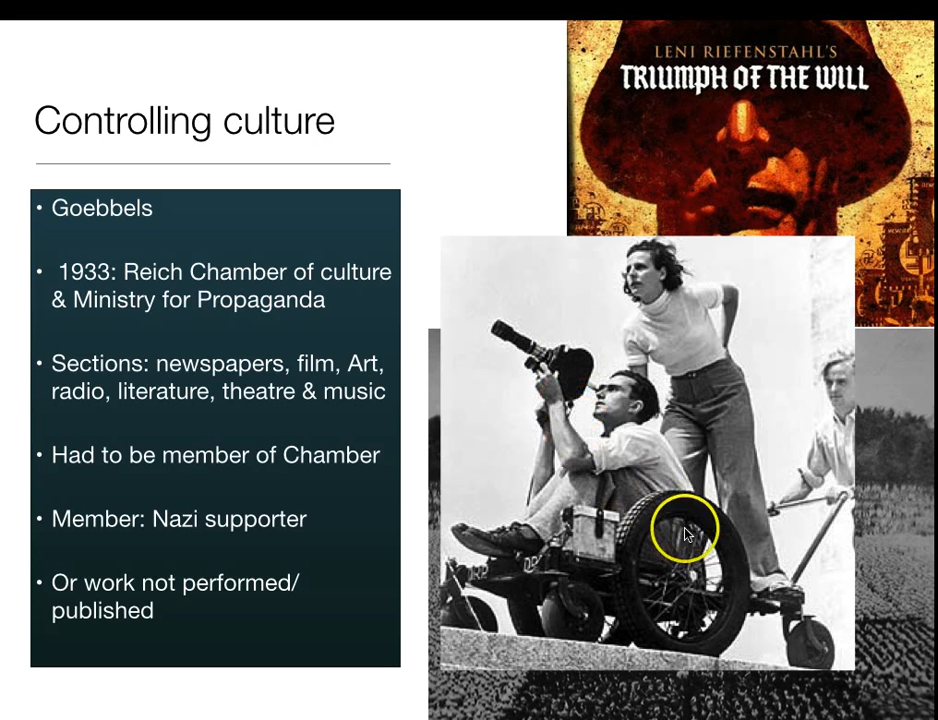 LENI RIEFENSTAHL'S
TRIUMPH OF THE WILL
Controlling culture
• Goebbels
• 1933: Reich Chamber of culture
& Ministry for Propaganda
• Sections: newspapers, film, Art,
radio, literature, theatre & music
• Had to be member of Chamber
• Member: Nazi supporter
• Or work not performed/
published